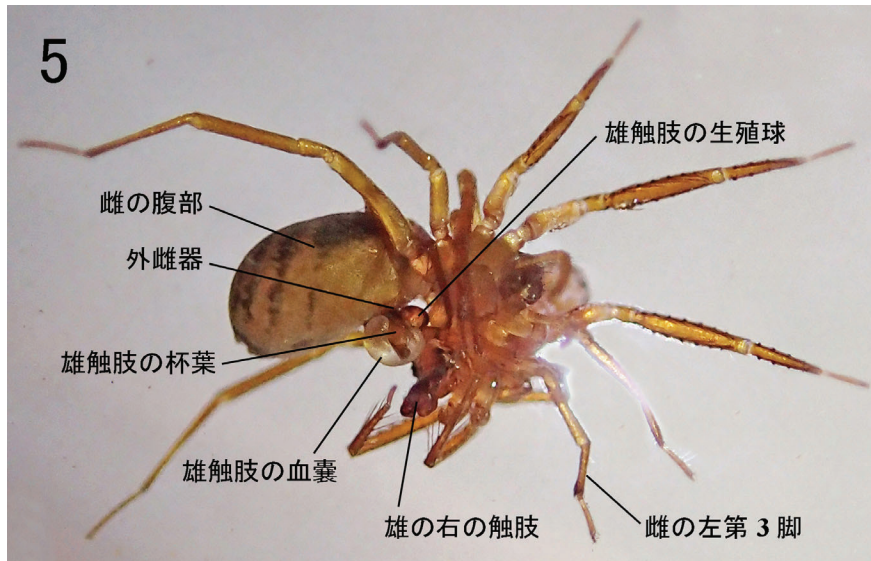 5
雄触肢の生殖球
雌の腹部
外雌器
雄触肢の杯葉
雄触肢の血嚢
雄の右の触肢
雌の左第3脚